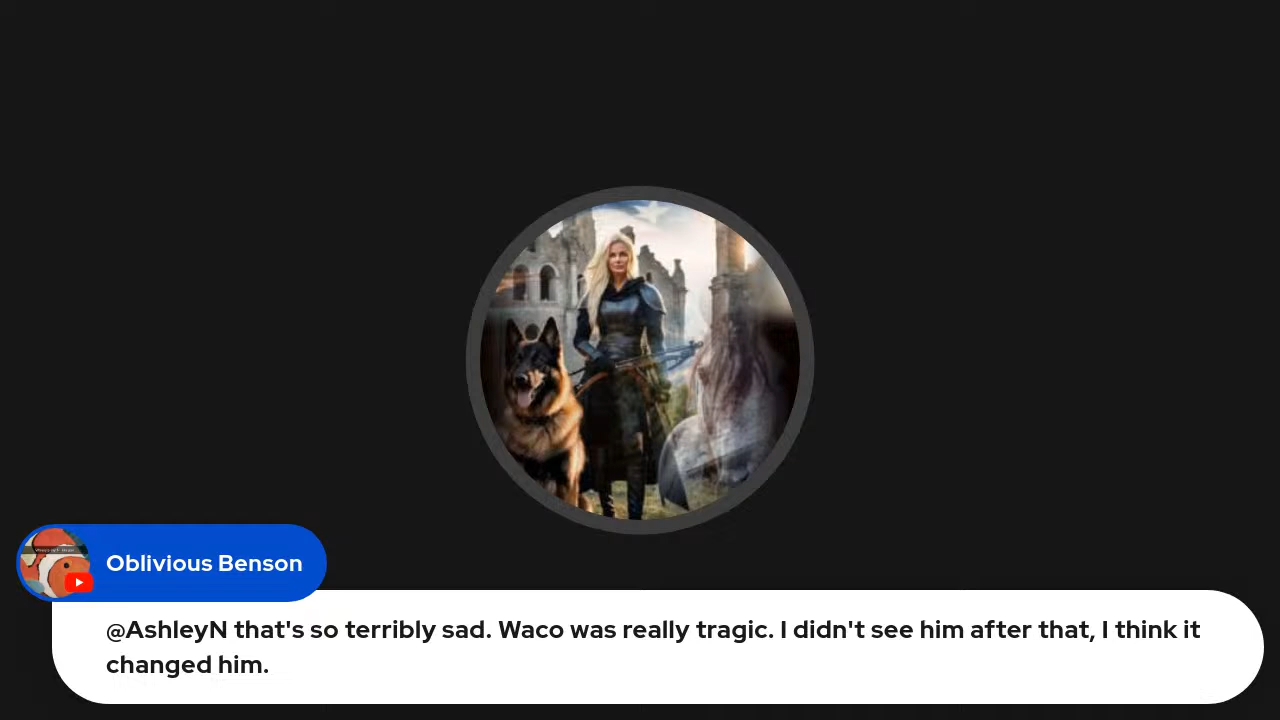 Oblivious Benson
@AshleyN that's so terribly sad. Waco was really tragic. I didn't see him after that, I think it
changed him.